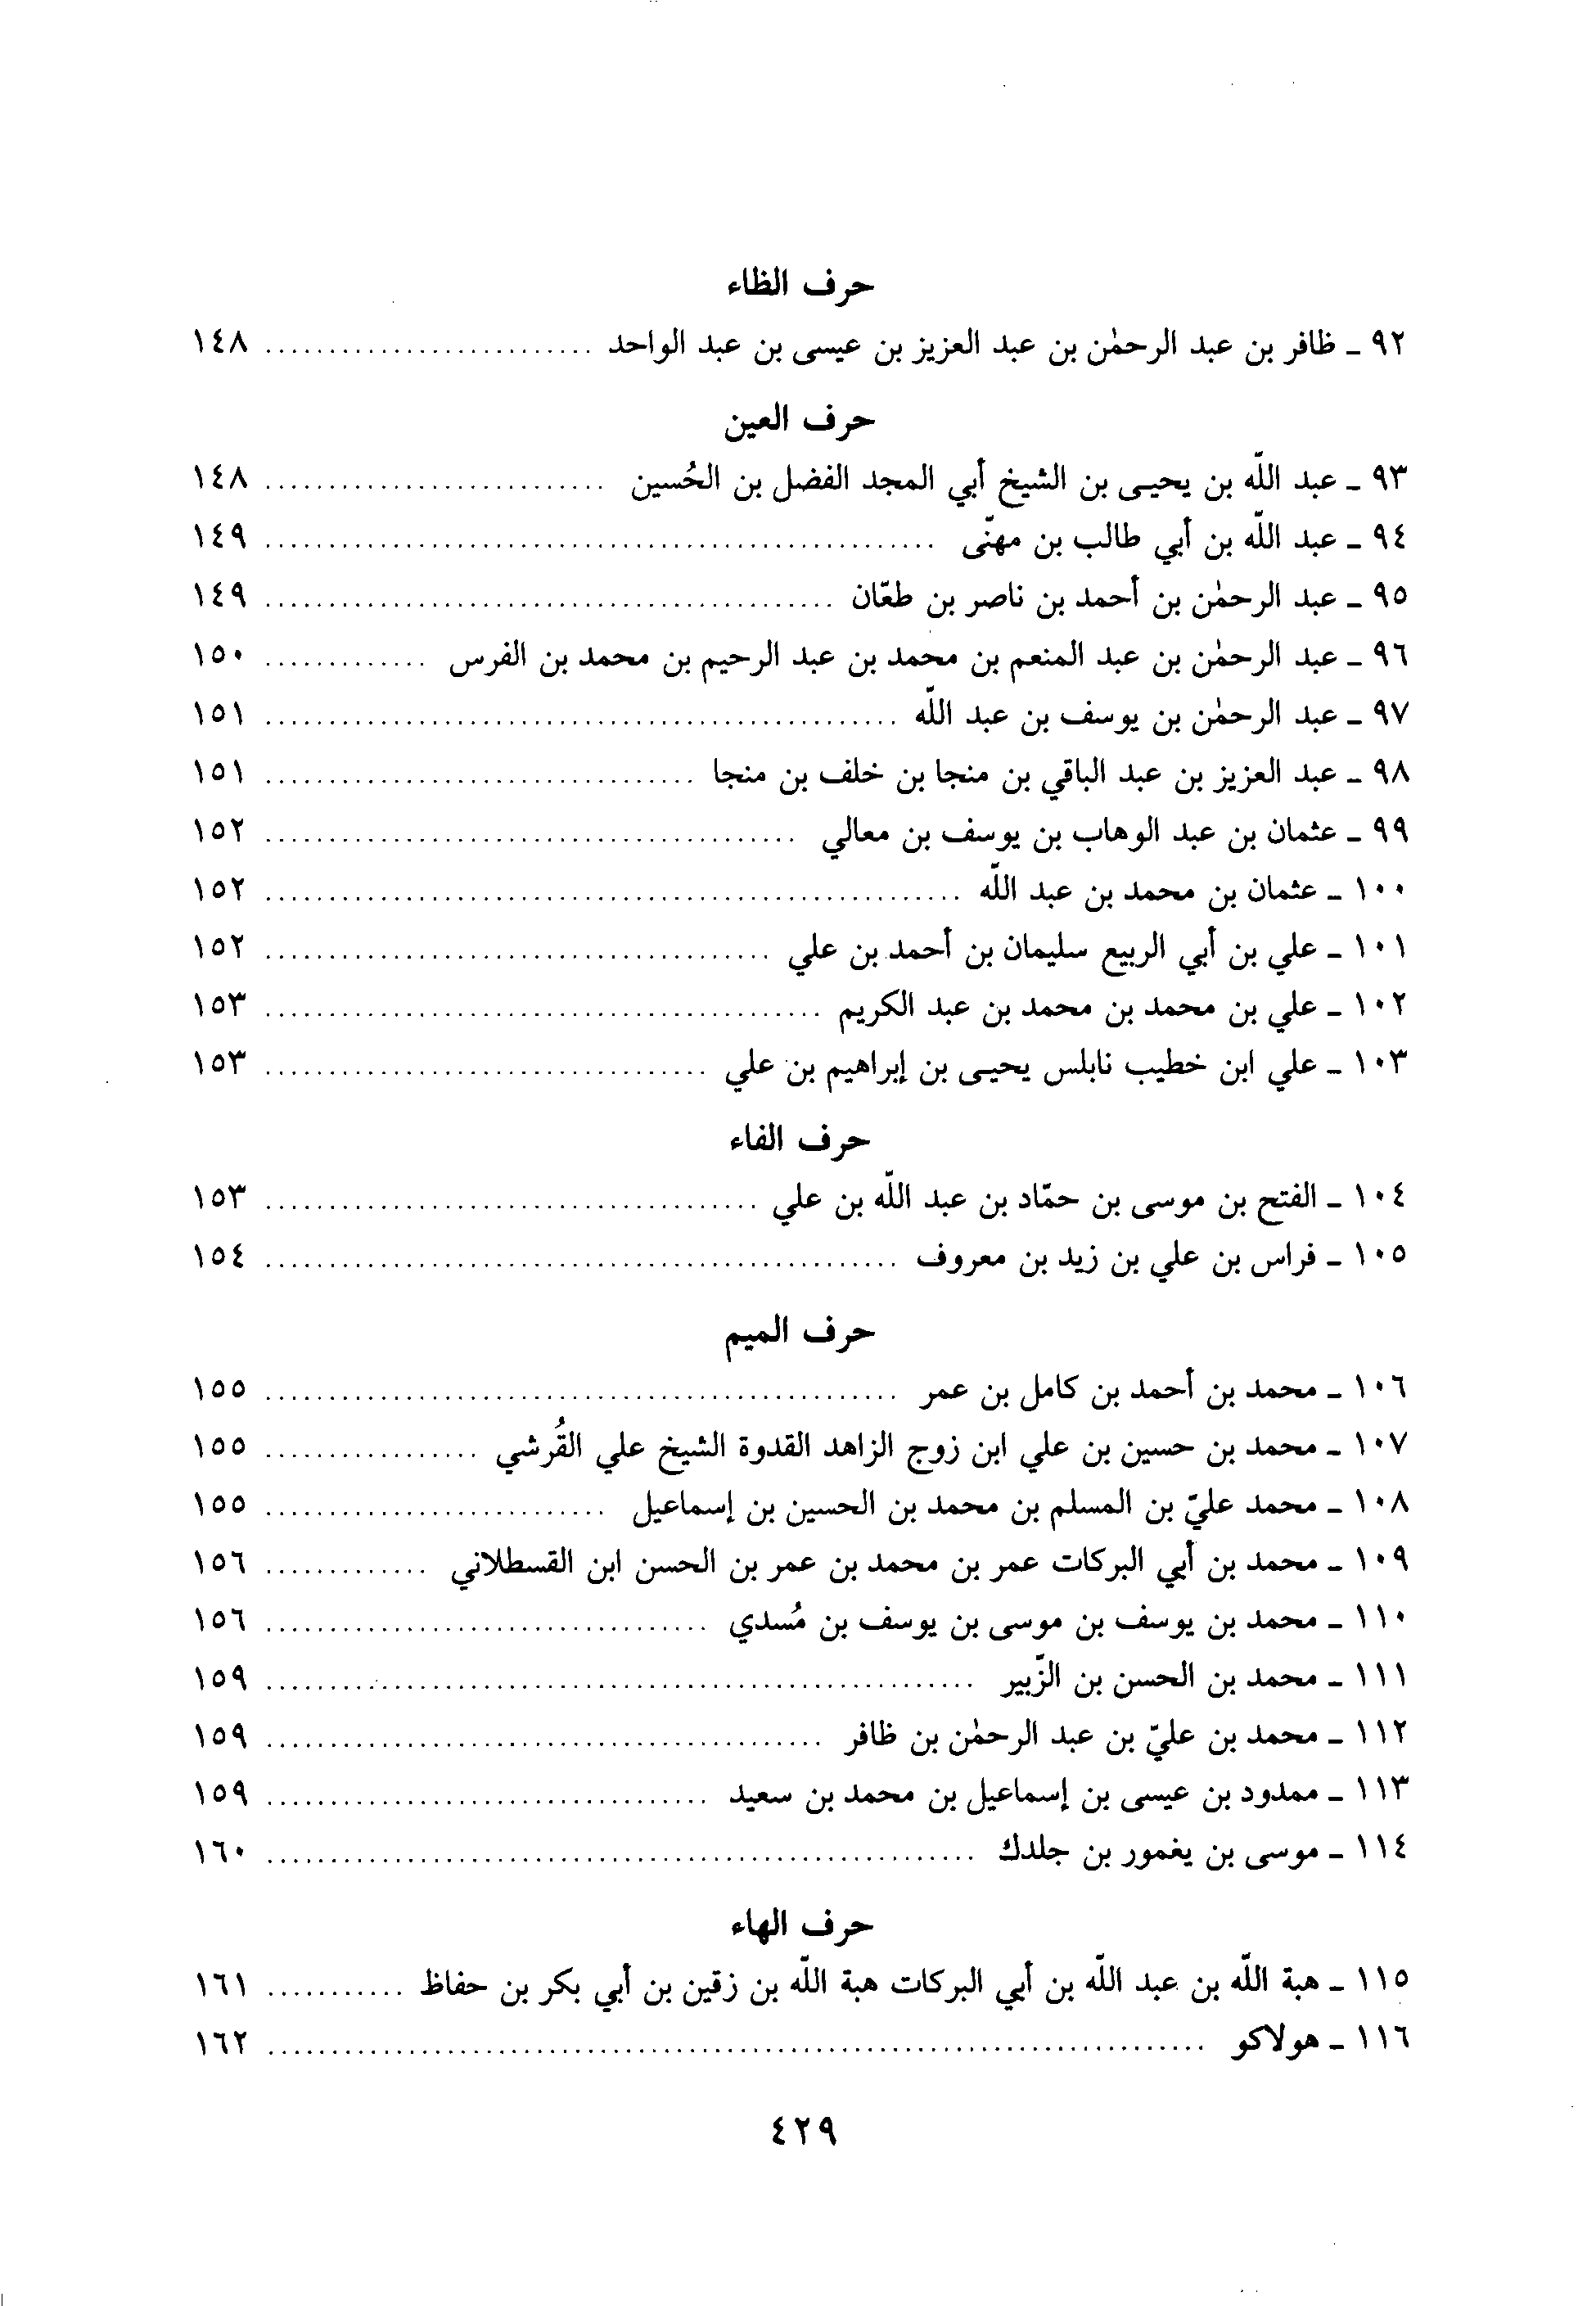 حرف الظاء
٩٢ ـ ظافر بن عبد الرحمٰن بن عبد العزيز بن عيسى بن عبد الواحد .......................... ١٤٨
حرف العين
٩٣ ـ عبد اللّه بن يحيـى بن الشيخ أبي المجد الفضل بن الحُسين ........................... ١٤٨
٩٤ ـ عبد اللّه بن أبي طالب بن مهنّى ..................................................... ١٤٩
٩٥ ـ عبد الرحمٰن بن أحمد بن ناصر بن طعّان ............................................. ١٤٩
٩٦ ـ عبد الرحمٰن بن عبد المنعم بن محمد بن عبد الرحيم بن محمد بن الفرس ............. ١٥٠
٩٧ ـ عبد الرحمٰن بن يوسف بن عبد اللّه .................................................. ١٥١
٩٨ ـ عبد العزيز بن عبد الباقي بن منجا بن خلف بن منجا .................................. ١٥١
٩٩ ـ عثمان بن عبد الوهاب بن يوسف بن معالي .......................................... ١٥٢
١٠٠ ـ عثمان بن محمد بن عبد اللّه ....................................................... ١٥٢
١٠١ ـ علي بن أبي الربيع سليمان بن أحمد بن علي ........................................ ١٥٢
١٠٢ ـ علي بن محمد بن محمد بن عبد الكريم ............................................ ١٥٣
١٠٣ ـ علي ابن خطيب نابلس يحيـى بن إبراهيم بن علي ................................... ١٥٣
حرف الفاء
١٠٤ ـ الفتح بن موسى بن حمّاد بن عبد اللّه بن علي ....................................... ١٥٣
١٠٥ ـ فراس بن علي بن زيد بن معروف .................................................. ١٥٤
حرف الميم
١٠٦ ـ محمد بن أحمد بن كامل بن عمر .................................................. ١٥٥
١٠٧ ـ محمد بن حسين بن علي ابن زوج الزاهد القدوة الشيخ علي القُرشي ................. ١٥٥
١٠٨ ـ محمد عليّ بن المسلم بن محمد بن الحسين بن إسماعيل ........................... ١٥٥
١٠٩ ـ محمد بن أبي البركات عمر بن محمد بن عمر بن الحسن ابن القسطلاني ............. ١٥٦
١١٠ ـ محمد بن يوسف بن موسى بن يوسف بن مُسدي ................................... ١٥٦
١١١ ـ محمد بن الحسن بن الزّبير ........................................................ ١٥٩
١١٢ ـ محمد بن عليّ بن عبد الرحمٰن بن ظافر ............................................ ١٥٩
١١٣ ـ ممدود بن عيسى بن إسماعيل بن محمد بن سعيد ................................... ١٥٩
١١٤ ـ موسى بن يغمور بن جلدك ........................................................ ١٦٠
حرف الهاء
١١٥ ـ هبة اللّه بن عبد اللّه بن أبي البركات هبة اللّه بن زقين بن أبي بكر بن حفاظ ........... ١٦١
١١٦ ـ هولاكو .......................................................................... ١٦٢
٤٢٩